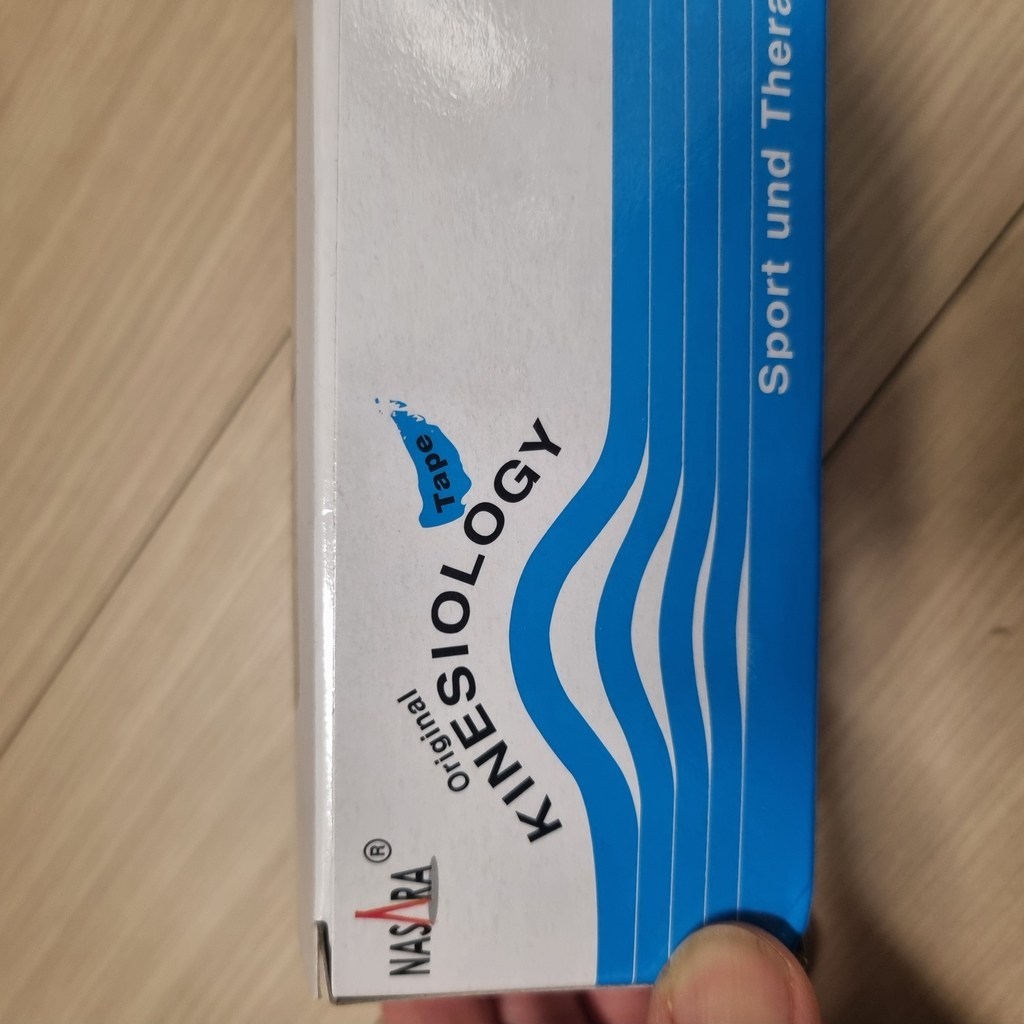 NASARA®
Original
KINESIOLOGY
Tape
Sport und Thera